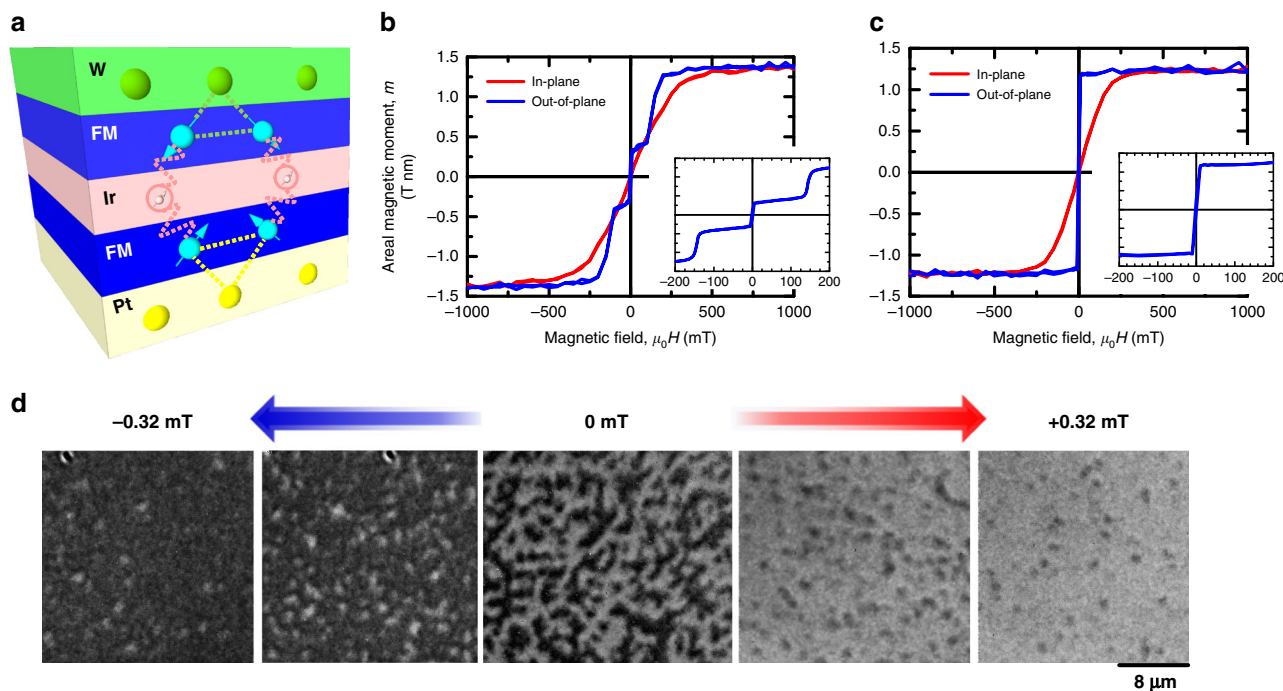 a
W
FM
Ir
FM
Pt
b
1.5
1.0
0.5
0.0
−0.5
−1.0
−1.5
Areal magnetic moment, m
(T nm)
In-plane
Out-of-plane
−200 −100 0 100 200
−1000 −500 0 500 1000
Magnetic field, μ0H (mT)
c
1.5
1.0
0.5
0.0
−0.5
−1.0
−1.5
In-plane
Out-of-plane
−200 −100 0 100 200
−1000 −500 0 500 1000
Magnetic field, μ0H (mT)
d
−0.32 mT 0 mT +0.32 mT
8 μm